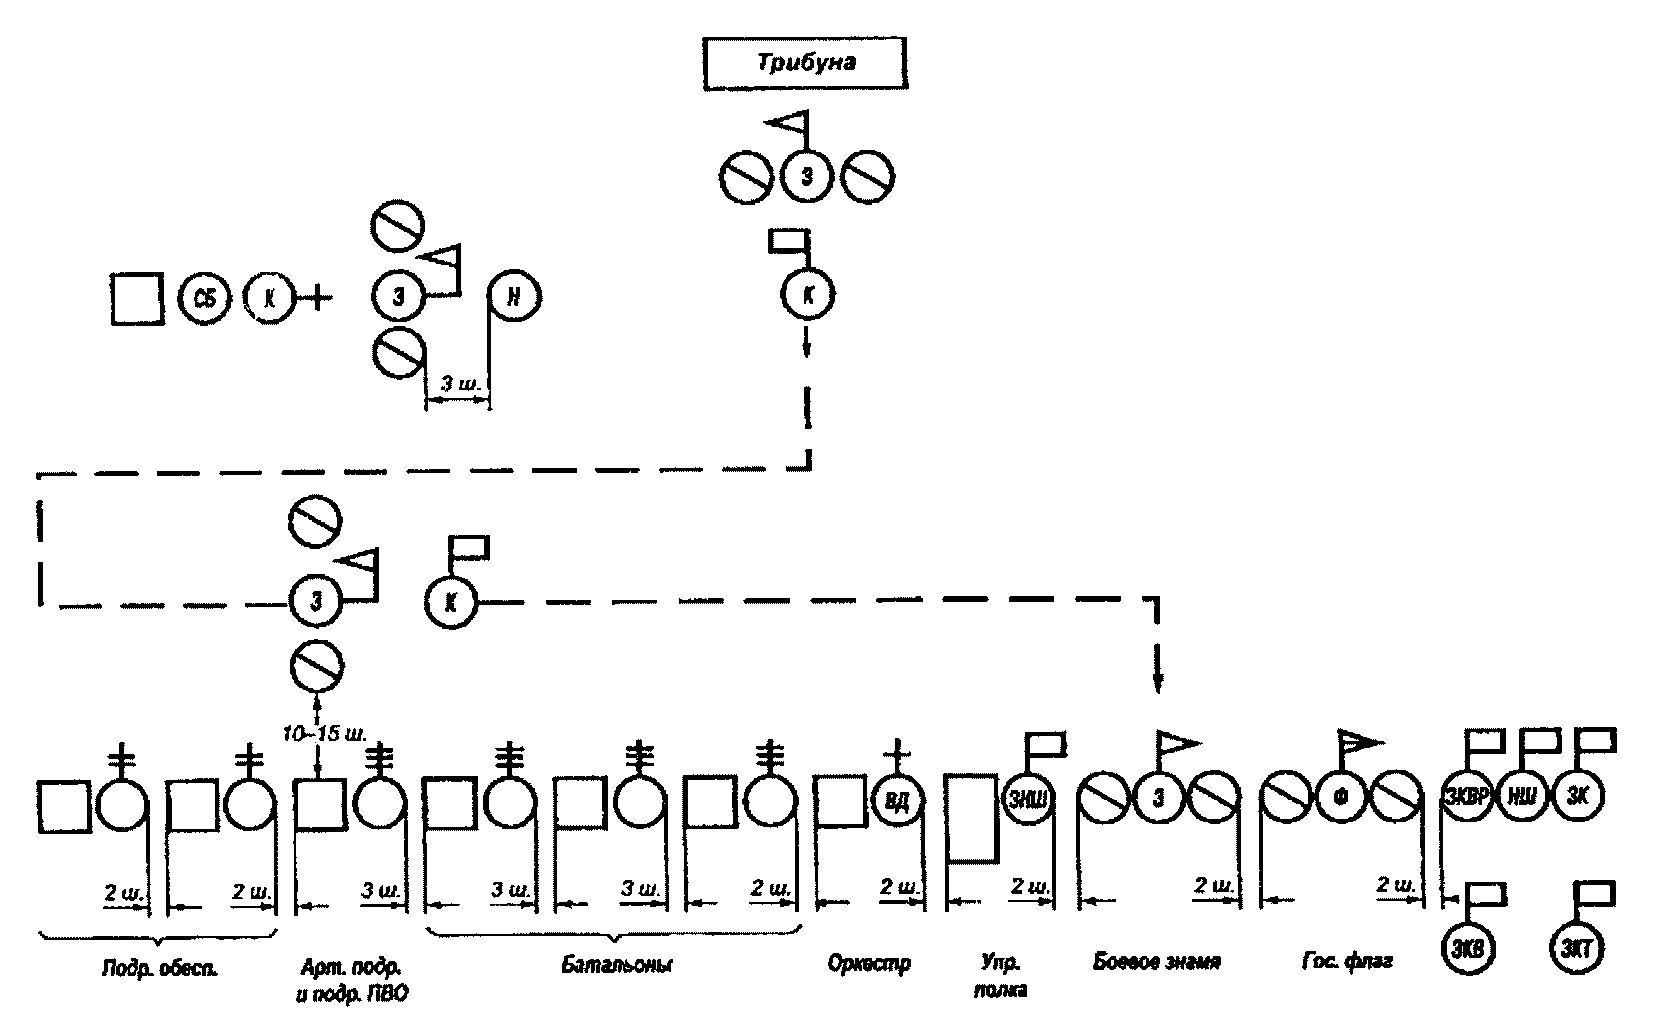 Трибуна
З
К
СБ К З Н
3 ш.
З К
10–15 ш.
ВД ЗНШ З Ф ЗКВР НШ ЗК
2 ш. 2 ш. 3 ш. 3 ш. 3 ш. 2 ш. 2 ш. 2 ш. 2 ш. 2 ш.
ЗКВ ЗКТ
Подр. обесп. Арт. подр. Батальоны Оркестр Упр. Боевое знамя Гос. флаг
и подр. ПВО полка